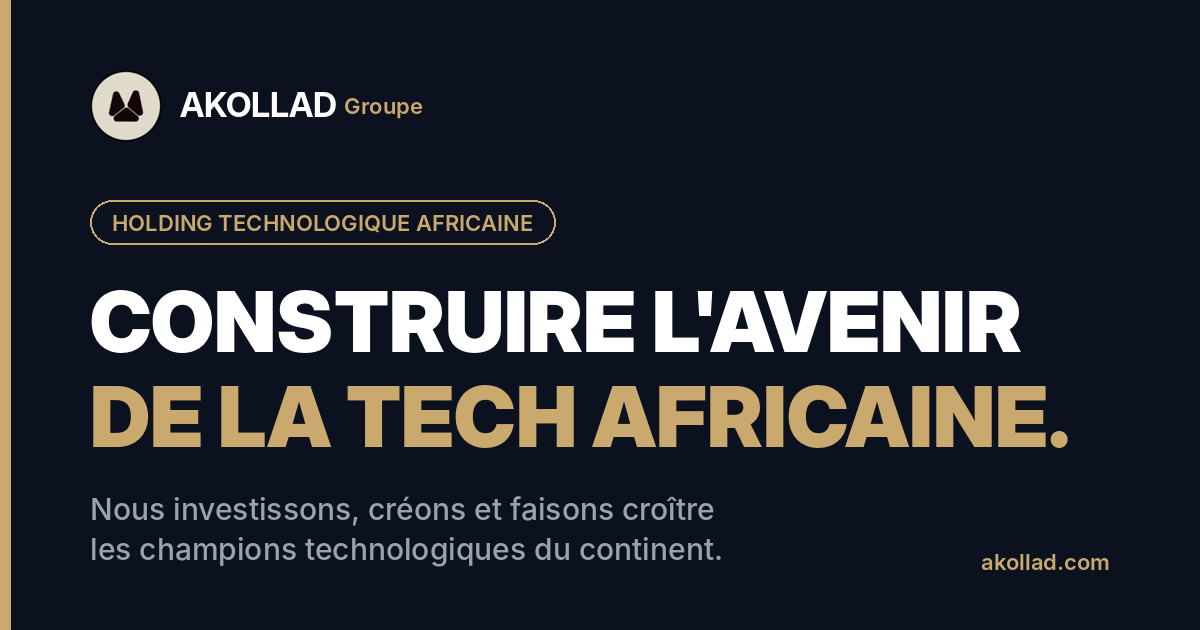 AKOLLAD Groupe
HOLDING TECHNOLOGIQUE AFRICAINE
CONSTRUIRE L'AVENIR
DE LA TECH AFRICAINE.
Nous investissons, créons et faisons croître
les champions technologiques du continent.
akollad.com